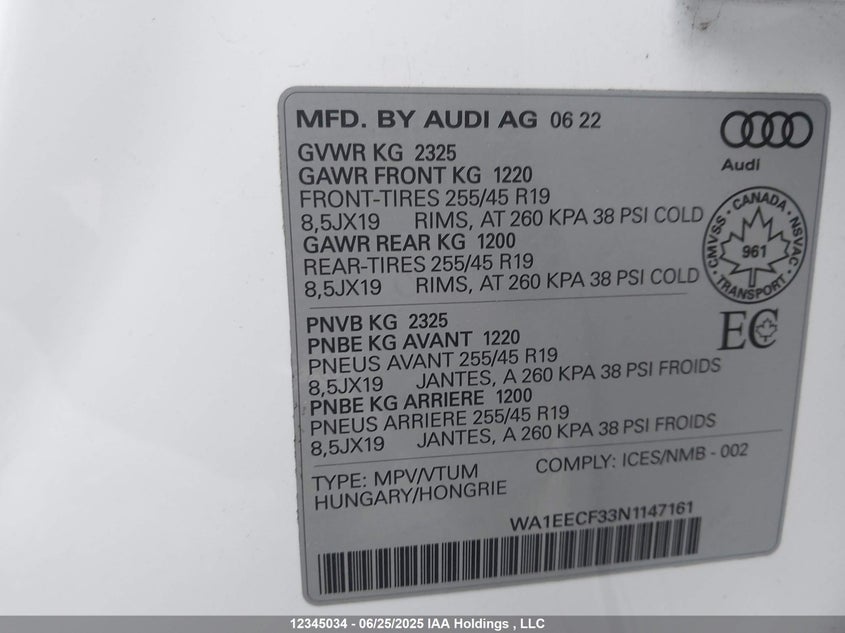 MFD. BY AUDI AG 06 22
Audi
GVWR KG 2325
GAWR FRONT KG 1220
FRONT-TIRES 255/45 R19
8,5JX19 RIMS, AT 260 KPA 38 PSI COLD
GAWR REAR KG 1200
REAR-TIRES 255/45 R19
8,5JX19 RIMS, AT 260 KPA 38 PSI COLD
CMVSS • CANADA • NSVAC • TRANSPORT •
961
PNVB KG 2325
PNBE KG AVANT 1220
PNEUS AVANT 255/45 R19
8,5JX19 JANTES, A 260 KPA 38 PSI FROIDS
PNBE KG ARRIERE 1200
PNEUS ARRIERE 255/45 R19
8,5JX19 JANTES, A 260 KPA 38 PSI FROIDS
EC
TYPE: MPV/VTUM COMPLY: ICES/NMB - 002
HUNGARY/HONGRIE
WA1EECF33N1147161
12345034 - 06/25/2025 IAA Holdings , LLC